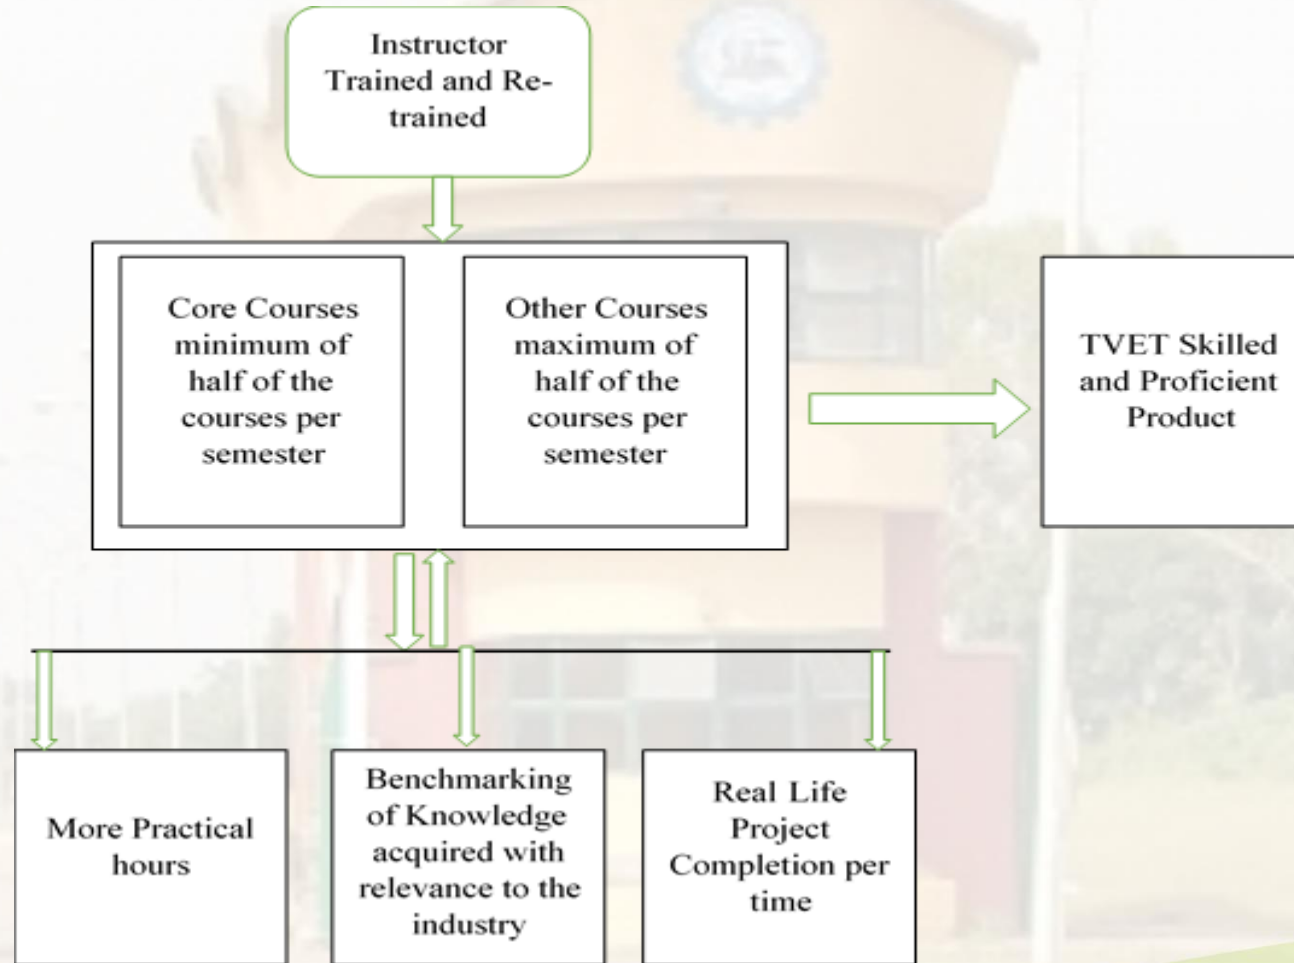 Instructor
Trained and Re-
trained
Core Courses
minimum of
half of the
courses per
semester
Other Courses
maximum of
half of the
courses per
semester
TVET Skilled
and Proficient
Product
More Practical
hours
Benchmarking
of Knowledge
acquired with
relevance to the
industry
Real Life
Project
Completion per
time